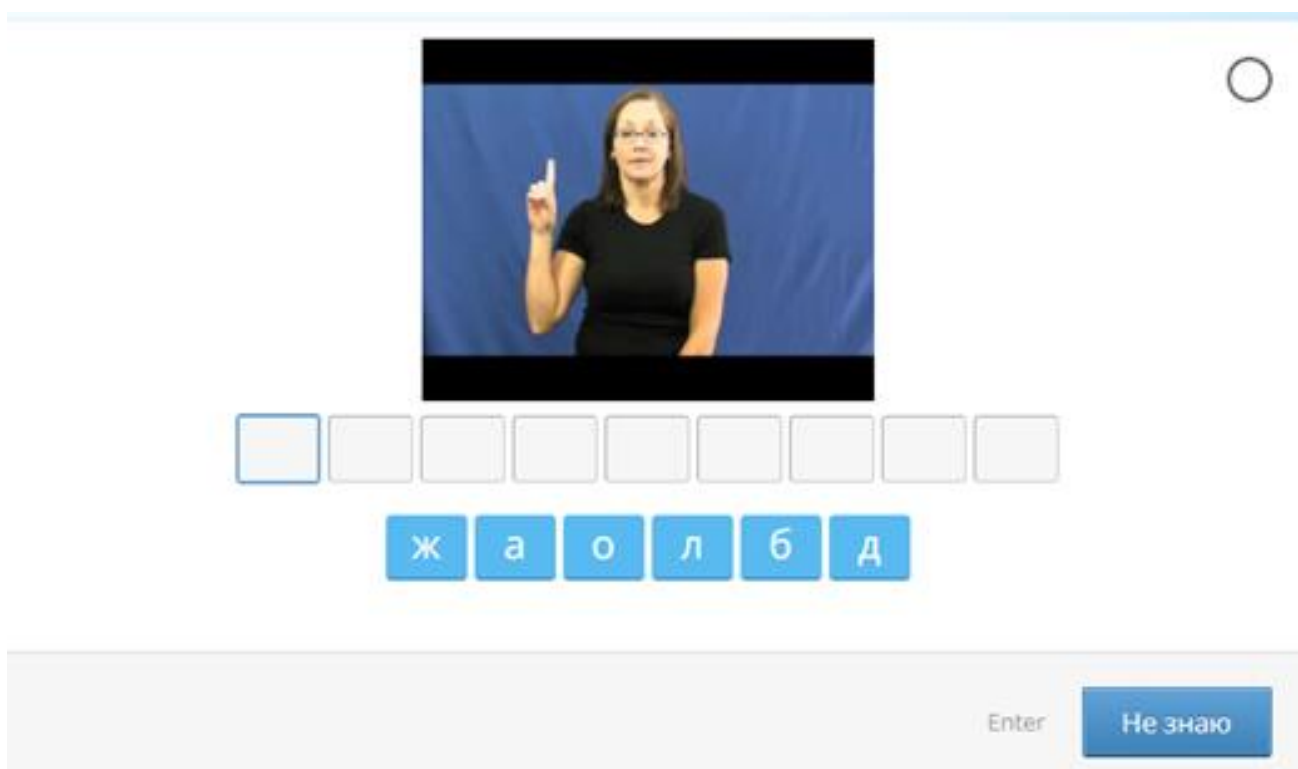 ж а о л б д
Enter Не знаю